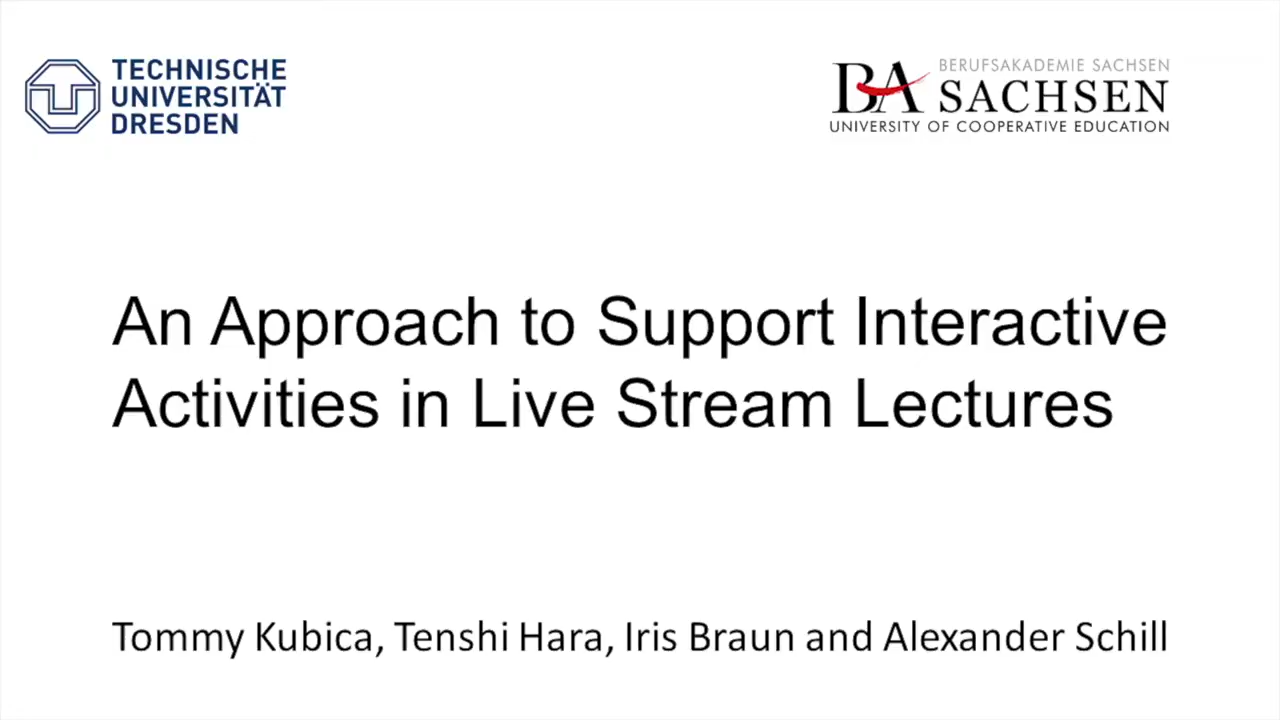 TECHNISCHE
UNIVERSITÄT
DRESDEN
BA
BERUFSAKADEMIE SACHSEN
SACHSEN
UNIVERSITY OF COOPERATIVE EDUCATION
An Approach to Support Interactive
Activities in Live Stream Lectures
Tommy Kubica, Tenshi Hara, Iris Braun and Alexander Schill